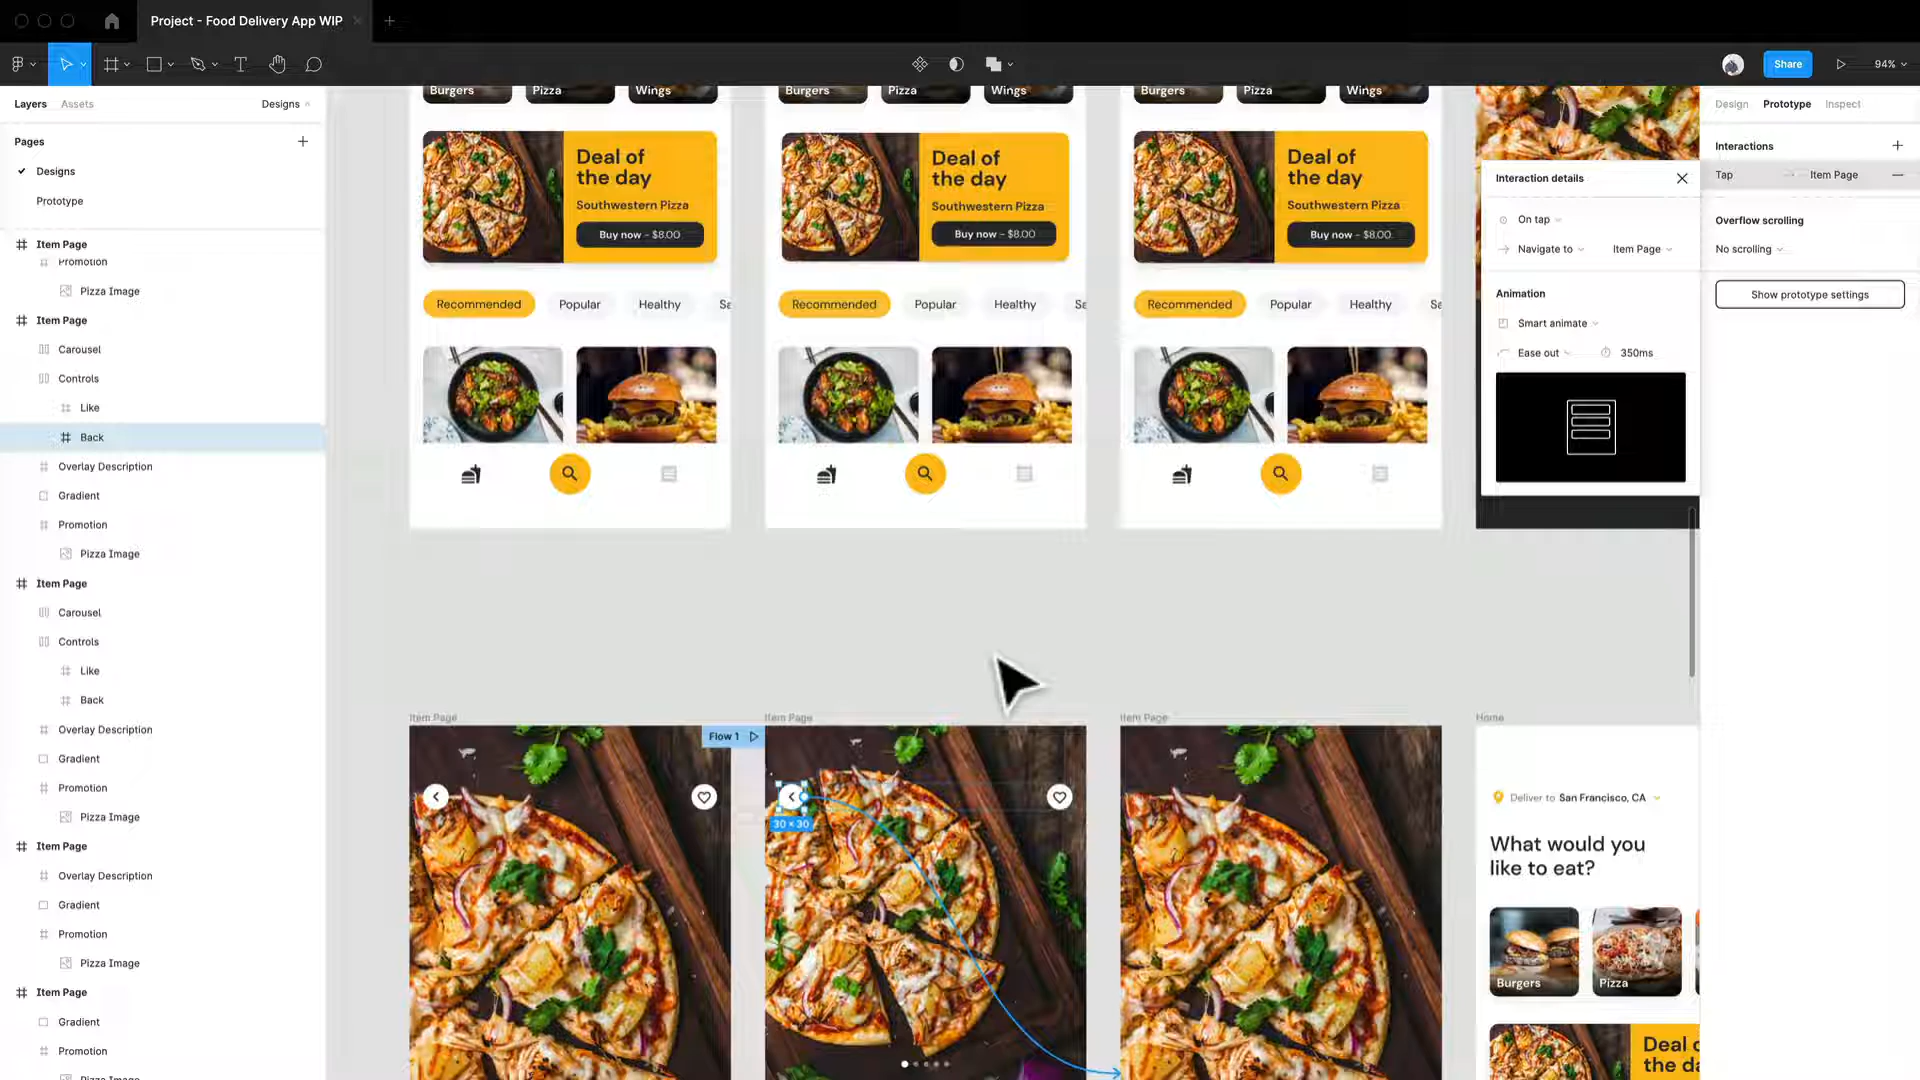 Project - Food Delivery App WIP
Share
94%
Layers
Assets
Designs
Pages
Designs
Prototype
Item Page
Promotion
Pizza Image
Item Page
Carousel
Controls
Like
Back
Overlay Description
Gradient
Promotion
Pizza Image
Item Page
Carousel
Controls
Like
Back
Overlay Description
Gradient
Promotion
Pizza Image
Item Page
Overlay Description
Gradient
Promotion
Pizza Image
Item Page
Gradient
Promotion
Pizza Image
Burgers
Pizza
Wings
Deal of
the day
Southwestern Pizza
Buy now – $8.00
Recommended
Popular
Healthy
Sa
Burgers
Pizza
Wings
Deal of
the day
Southwestern Pizza
Buy now – $8.00
Recommended
Popular
Healthy
Sa
Burgers
Pizza
Wings
Deal of
the day
Southwestern Pizza
Buy now – $8.00
Recommended
Popular
Healthy
Sa
Item Page
Flow 1
Item Page
30 × 30
Item Page
Home
Deliver to San Francisco, CA
What would you
like to eat?
Burgers
Pizza
Deal o
the da
Interaction details
On tap
Navigate to
Item Page
Animation
Smart animate
Ease out
350ms
Design
Prototype
Inspect
Interactions
Tap
Item Page
Overflow scrolling
No scrolling
Show prototype settings